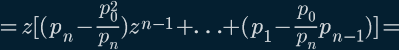 $= z[(p_n - \frac{p_0^2}{p_n})z^{n-1} + \ldots + (p_1 - \frac{p_0}{p_n}p_{n-1})] =$